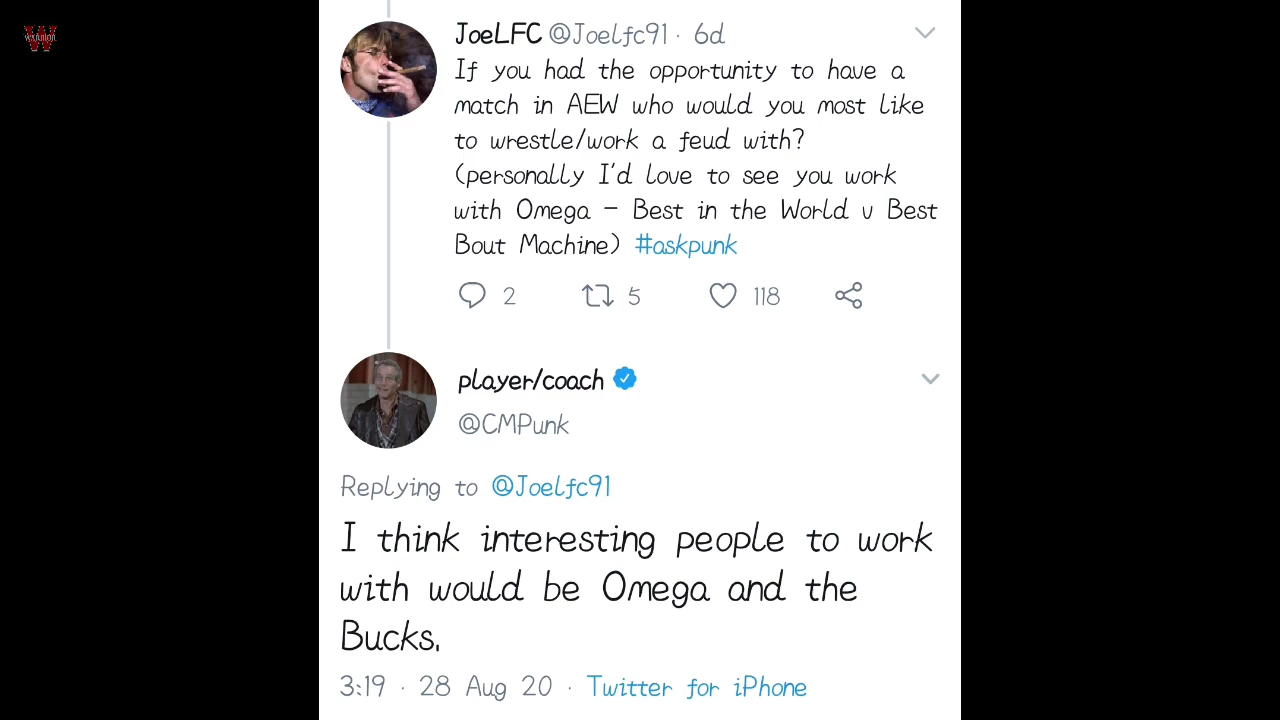 JoeLFC @Joelfc91 · 6d
If you had the opportunity to have a
match in AEW who would you most like
to wrestle/work a feud with?
(personally I'd love to see you work
with Omega - Best in the World v Best
Bout Machine) #askpunk
2 5 118
player/coach
@CMPunk
Replying to @Joelfc91
I think interesting people to work
with would be Omega and the
Bucks.
3:19 · 28 Aug 20 · Twitter for iPhone